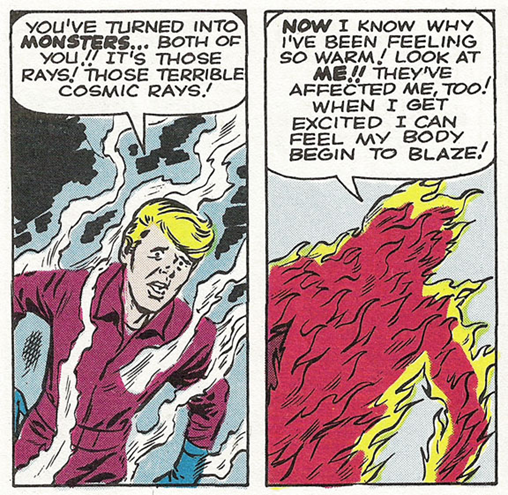 YOU'VE TURNED INTO
MONSTERS... BOTH OF
YOU!! IT'S THOSE
RAYS! THOSE TERRIBLE
COSMIC RAYS!
NOW I KNOW WHY
I'VE BEEN FEELING
SO WARM! LOOK AT
ME!! THEY'VE
AFFECTED ME, TOO!
WHEN I GET
EXCITED I CAN
FEEL MY BODY
BEGIN TO BLAZE!